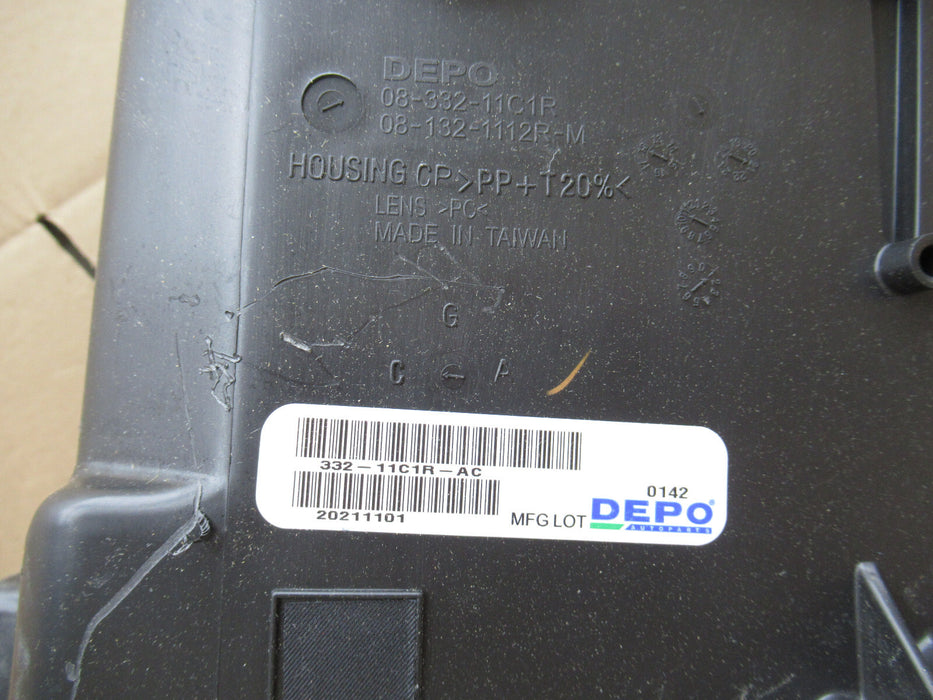 DEPO
08-332-11C1R
08-132-1112R-M
HOUSING CP >PP+T20%<
LENS >PC<
MADE IN TAIWAN
G
C A
332-11C1R-AC
20211101
MFG LOT
0142
DEPO®
AUTOPARTS